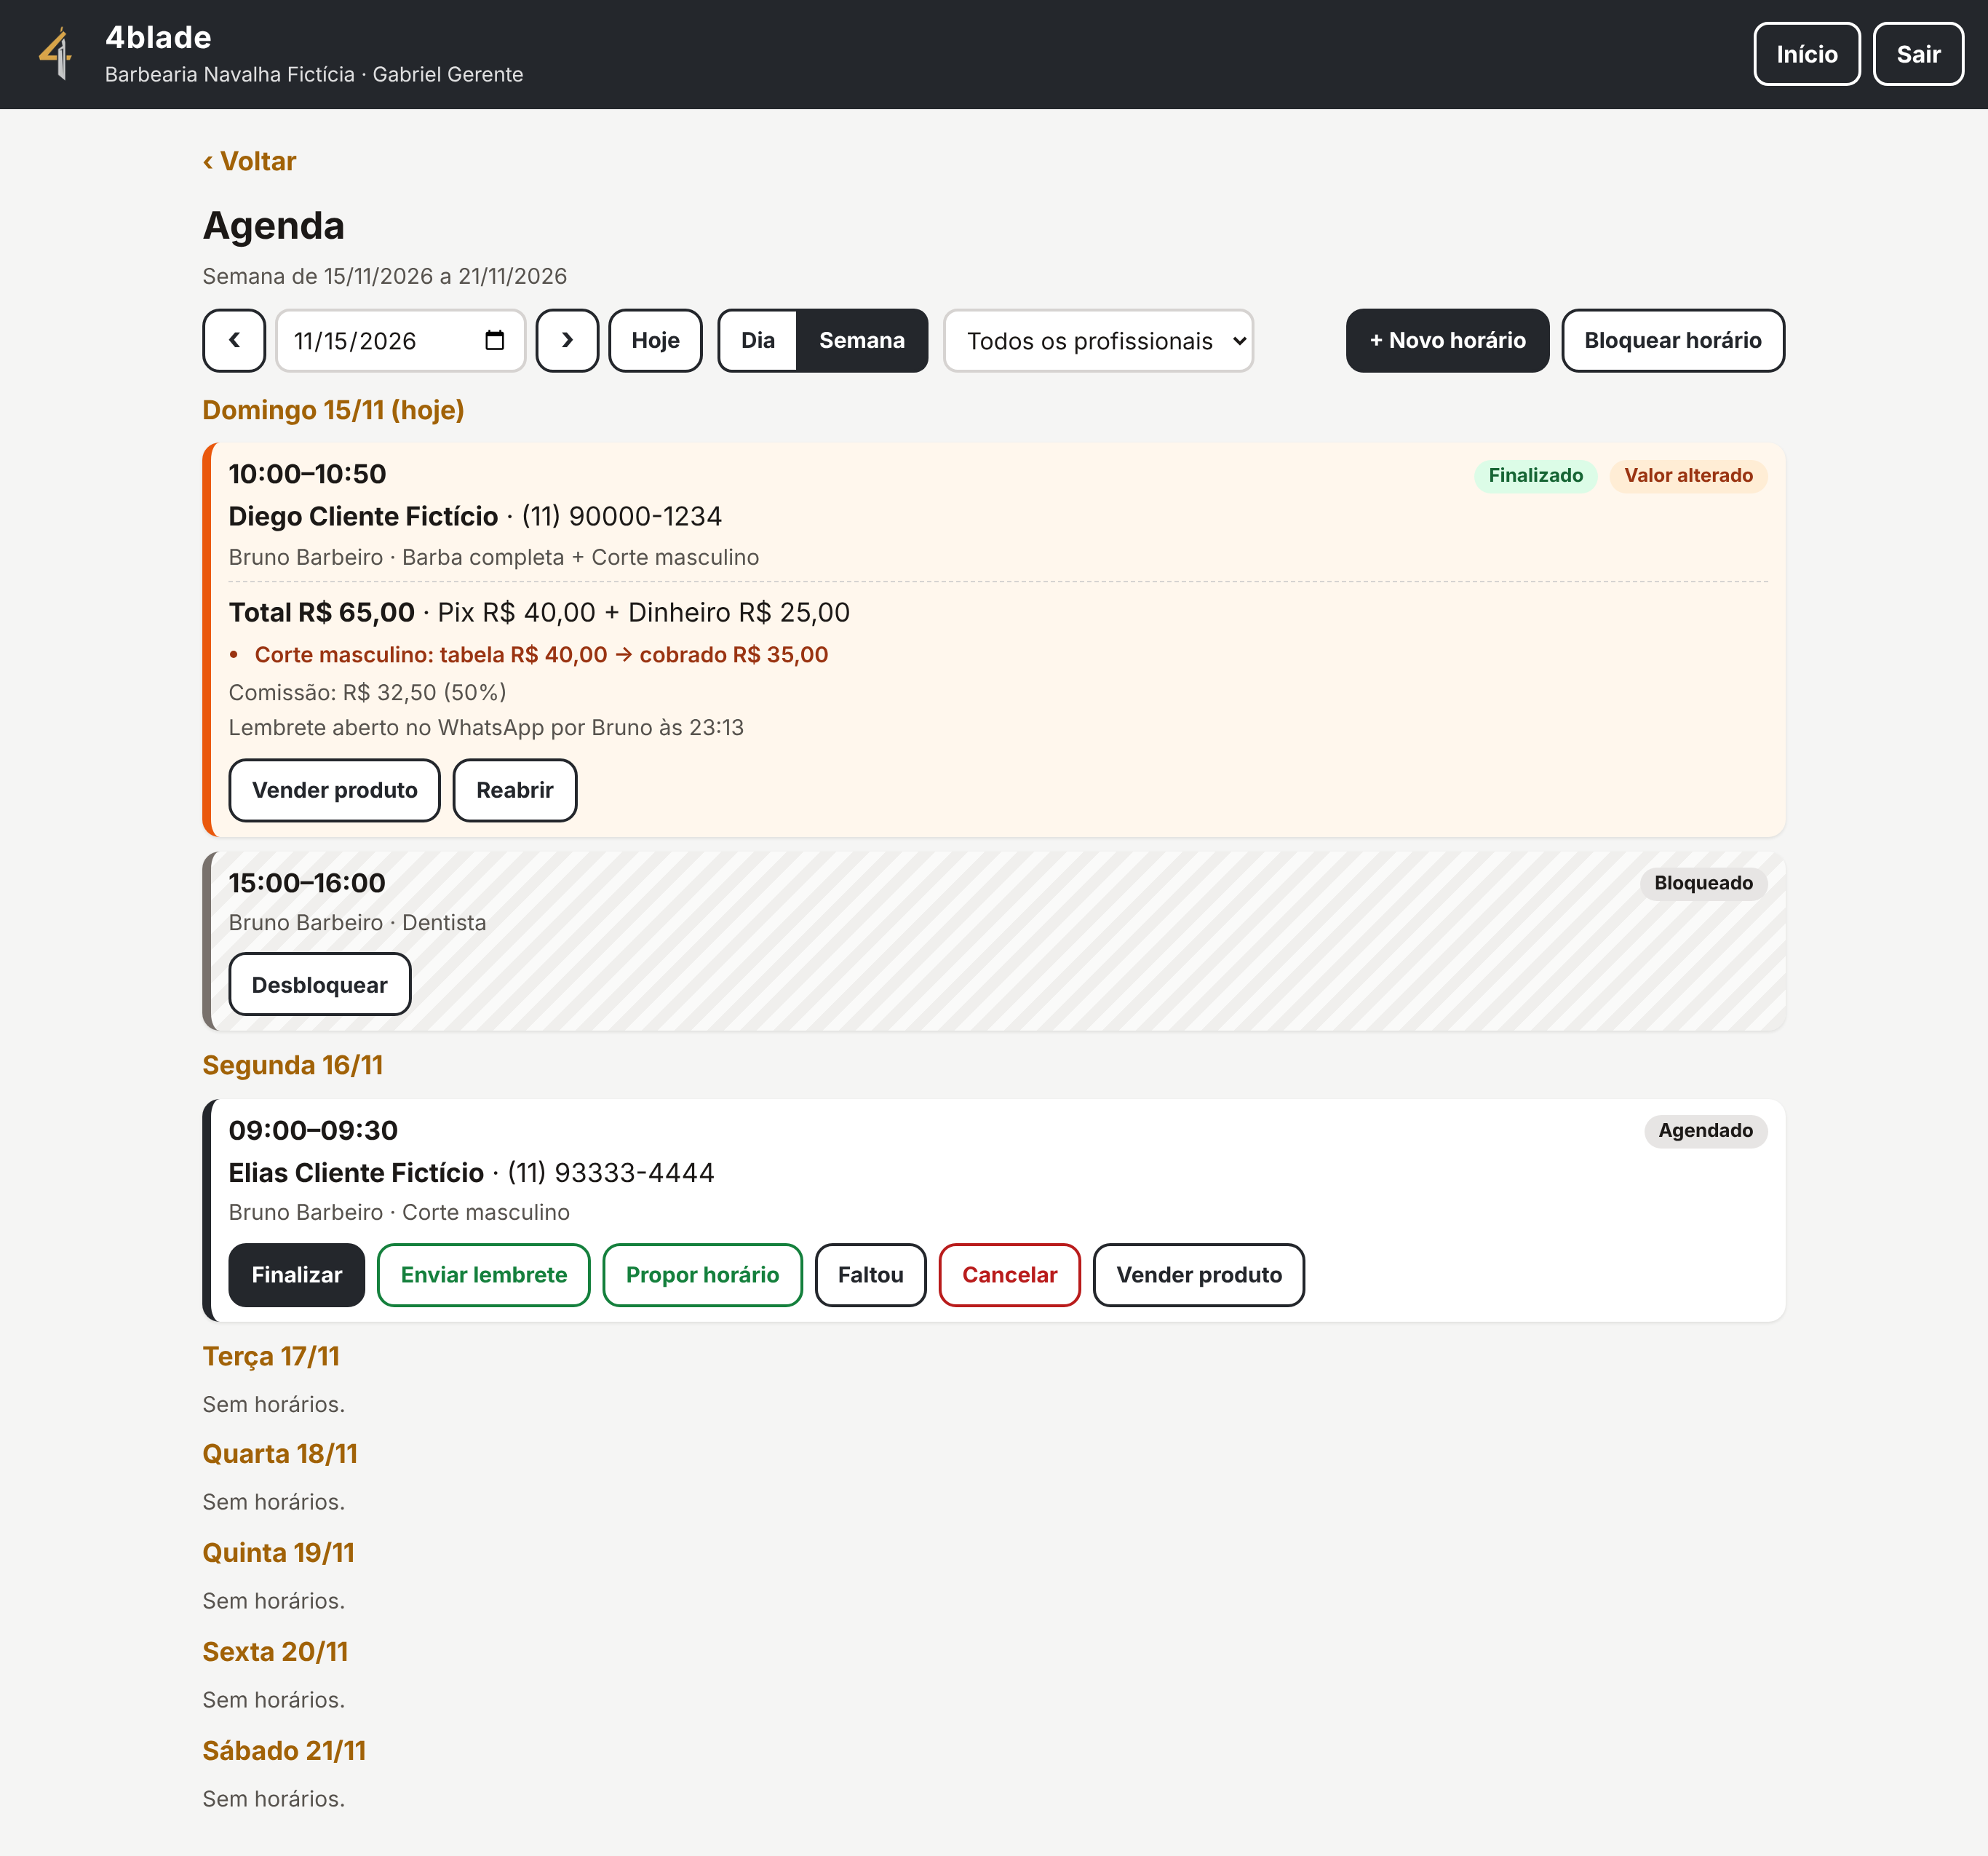 4blade
Barbearia Navalha Fictícia · Gabriel Gerente
Início
Sair
‹ Voltar
Agenda
Semana de 15/11/2026 a 21/11/2026
‹
11/15/2026
›
Hoje
Dia
Semana
Todos os profissionais
+ Novo horário
Bloquear horário
Domingo 15/11 (hoje)
10:00–10:50
Finalizado
Valor alterado
Diego Cliente Fictício · (11) 90000-1234
Bruno Barbeiro · Barba completa + Corte masculino
Total R$ 65,00 · Pix R$ 40,00 + Dinheiro R$ 25,00
• Corte masculino: tabela R$ 40,00 → cobrado R$ 35,00
Comissão: R$ 32,50 (50%)
Lembrete aberto no WhatsApp por Bruno às 23:13
Vender produto
Reabrir
15:00–16:00
Bloqueado
Bruno Barbeiro · Dentista
Desbloquear
Segunda 16/11
09:00–09:30
Agendado
Elias Cliente Fictício · (11) 93333-4444
Bruno Barbeiro · Corte masculino
Finalizar
Enviar lembrete
Propor horário
Faltou
Cancelar
Vender produto
Terça 17/11
Sem horários.
Quarta 18/11
Sem horários.
Quinta 19/11
Sem horários.
Sexta 20/11
Sem horários.
Sábado 21/11
Sem horários.